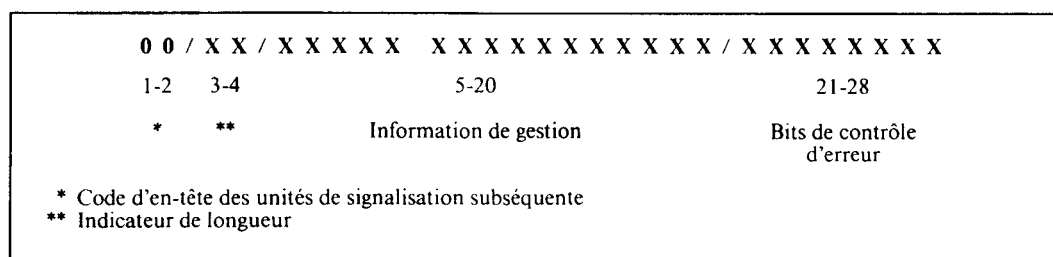 0 0 / X X / X X X X X X X X X X X X X X X X / X X X X X X X X
1-2 3-4 5-20 21-28
* ** Information de gestion Bits de contrôle
d'erreur
* Code d'en-tête des unités de signalisation subséquente
** Indicateur de longueur